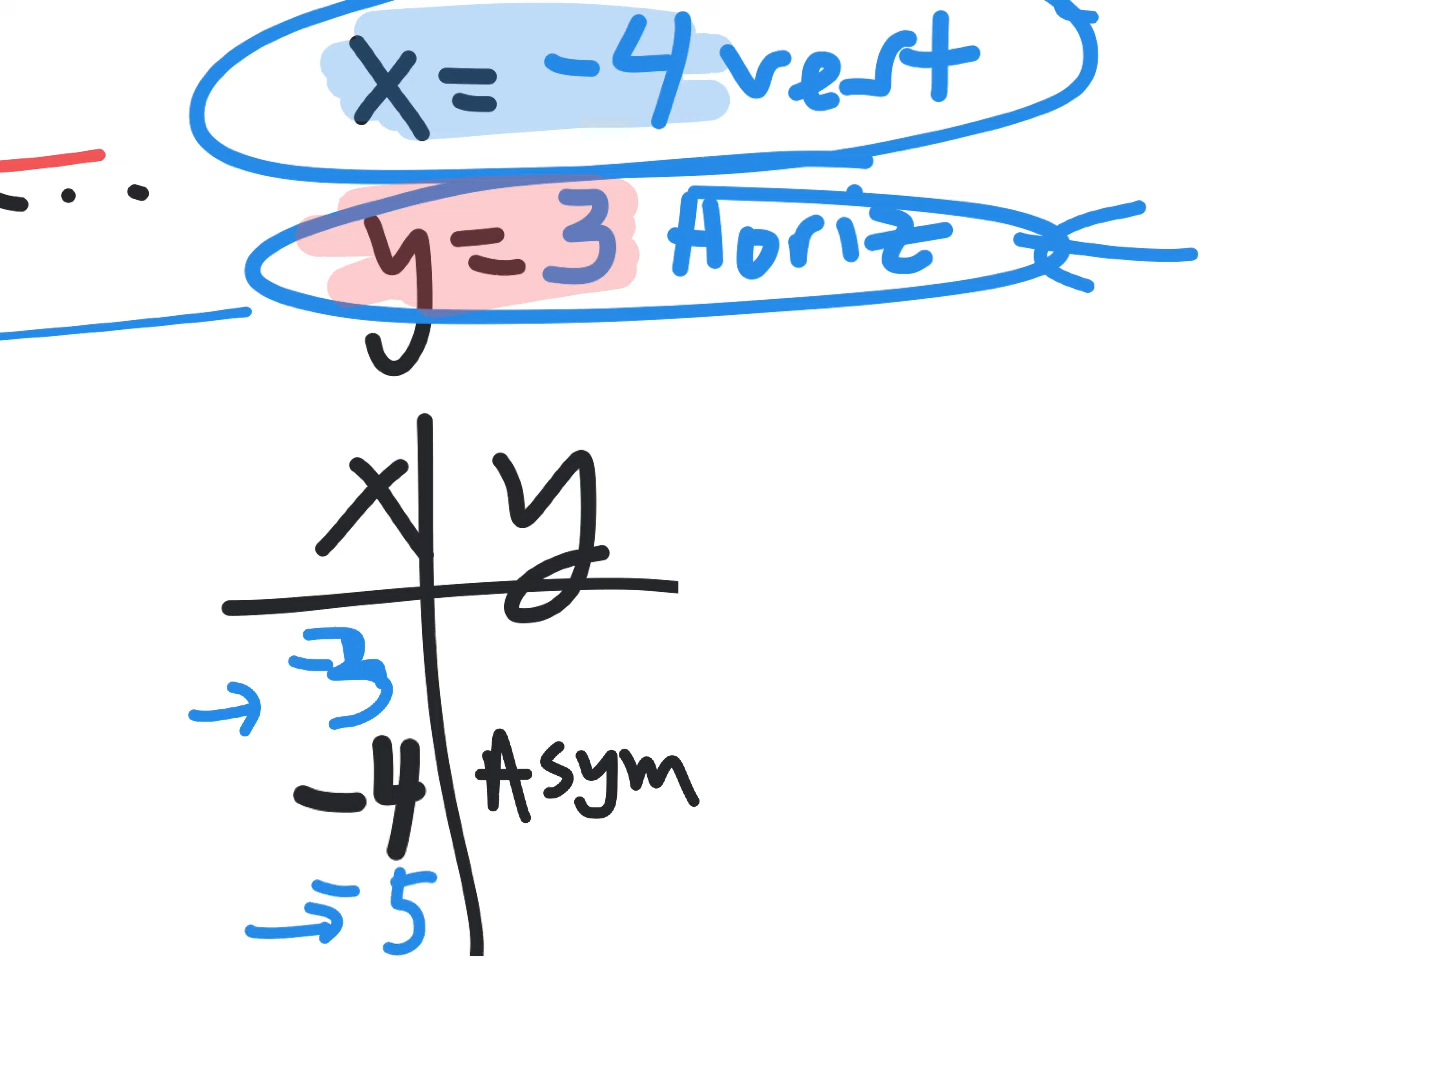 x = -4 vert
y = 3 Horiz
x y
-3
-4 Asym
-5